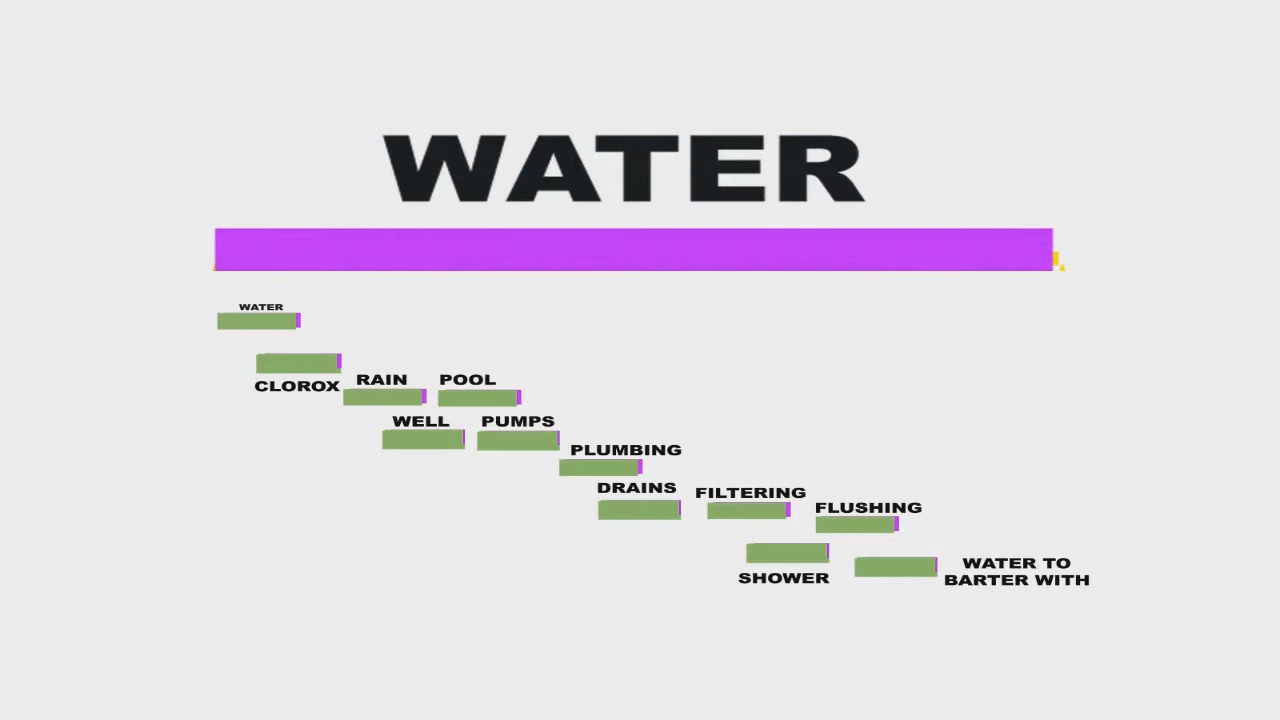 WATER
WATER
CLOROX
RAIN
POOL
WELL
PUMPS
PLUMBING
DRAINS
FILTERING
FLUSHING
SHOWER
WATER TO
BARTER WITH